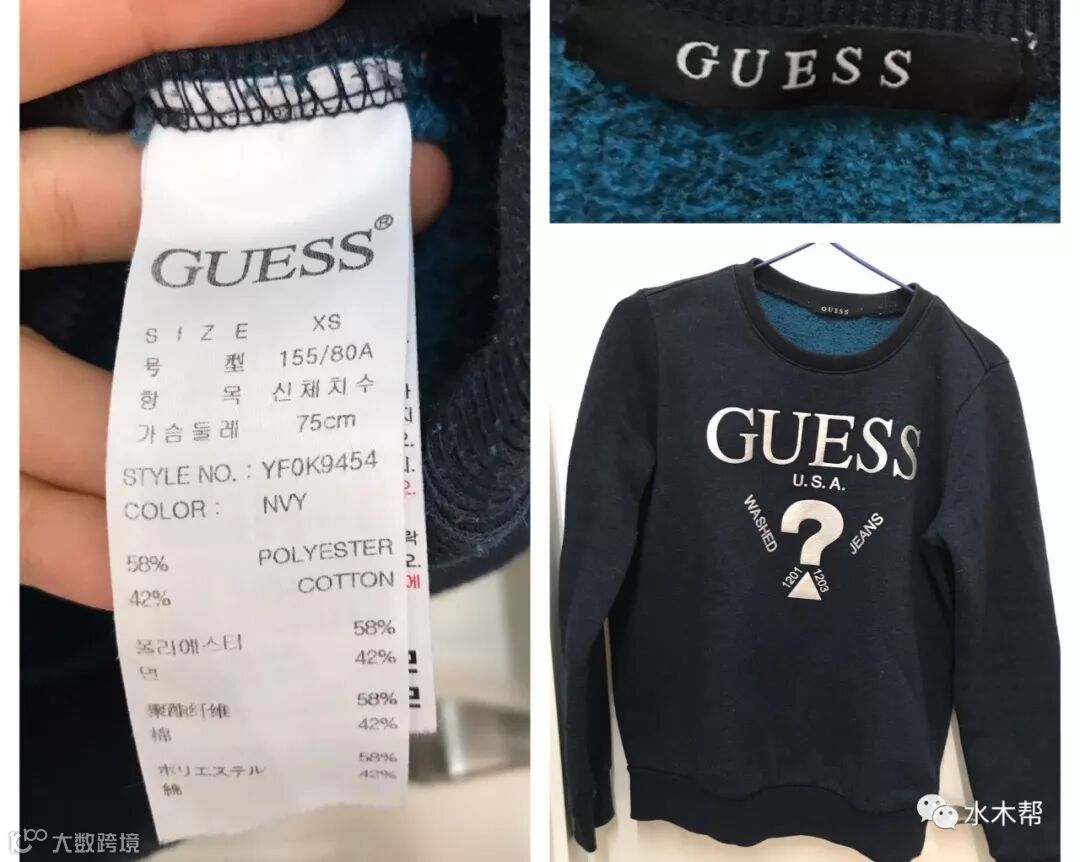 GUESS®
SIZE XS
号型 155/80A
항목 신체치수
가슴둘레 75cm
STYLE NO. : YF0K9454
COLOR : NVY
58% POLYESTER
42% COTTON
폴리에스터 58%
면 42%
聚酯纤维 58%
棉 42%
ポリエステル 58%
綿 42%
GUESS
GUESS
GUESS
U.S.A.
WASHED
?
JEANS
1201
1203
水木帮
大数跨境